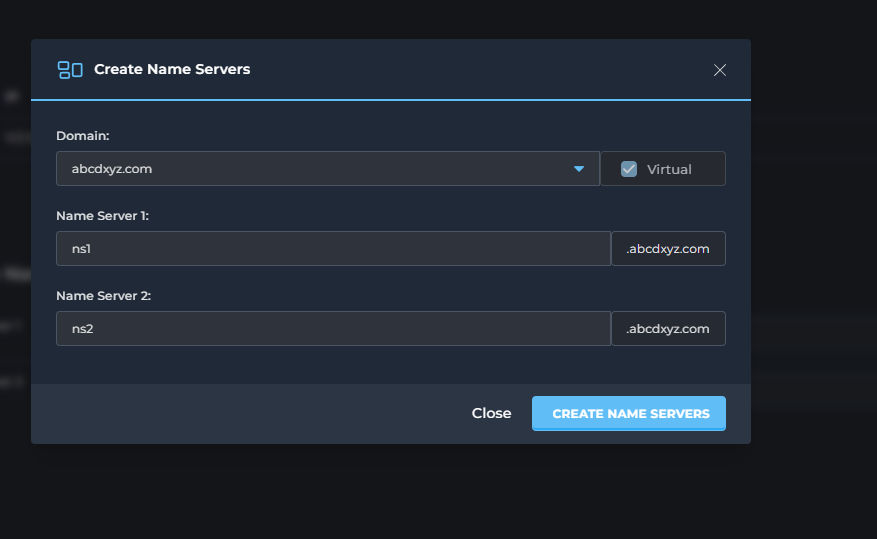 Create Name Servers
Domain:
abcdxyz.com
Virtual
Name Server 1:
ns1
.abcdxyz.com
Name Server 2:
ns2
.abcdxyz.com
Close
CREATE NAME SERVERS